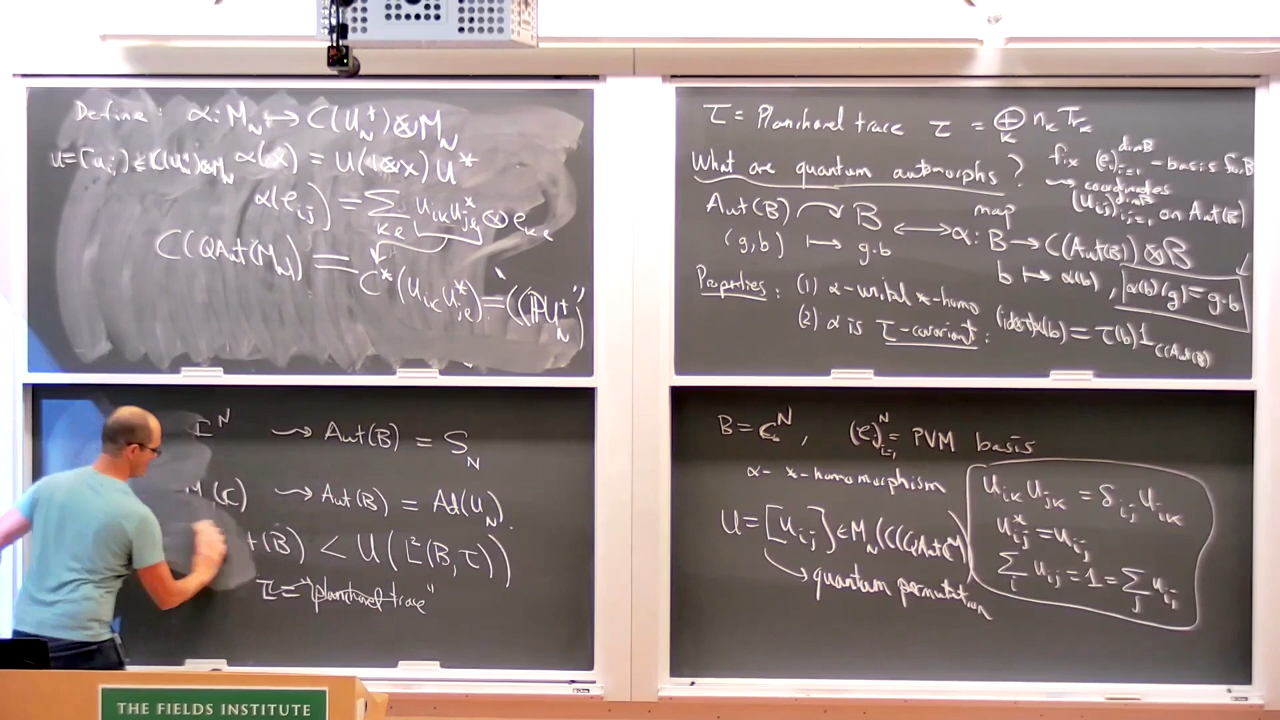 Define: α: M_N → C(U_N^+) ⊗ M_N
u = [u_ij] ∈ C(U_N^+) ⊗ M_N α(x) = U(1⊗x)U*
α(e_ij) = Σ_{kℓ} u_ik u_jℓ^* ⊗ e_kℓ
C(QAut(M_N)) = C*(u_ik u_jℓ^*) = C(PU_N^+)
ℂ^N ⇝ Aut(B) = S_N
(ℂ) ⇝ Aut(B) = Ad(U_N).
t(B) < U(L²(B, τ))
τ = "plancherel trace"
τ = Plancherel trace τ = ⊕_k n_k Tr_k
What are quantum automorphs? fix (e_i)_{i=1}^{dim B} - basis for B
⇝ coordinates
(u_ij)_{i,j=1}^{dim B} on Aut(B)
Aut(B) ↷ B ⟷ map α: B → C(Aut(B)) ⊗ B
(g, b) ↦ g·b b ↦ α(b), α(b)(g) = g·b
Properties: (1) α - unital *-homo
(2) α is τ-covariant: (id⊗τ)α(b) = τ(b)1_{C(Aut(B))}
B = ℂ^N, (e_i)_{i=1}^N = PVM basis
α - *-homomorphism
U = [u_ij] ∈ M_N(C(QAut(
↳ quantum permutation
u_ik u_jk = δ_ij u_ik
u_ij^* = u_ij
Σ_i u_ij = 1 = Σ_j u_ij
THE FIELDS INSTITUTE